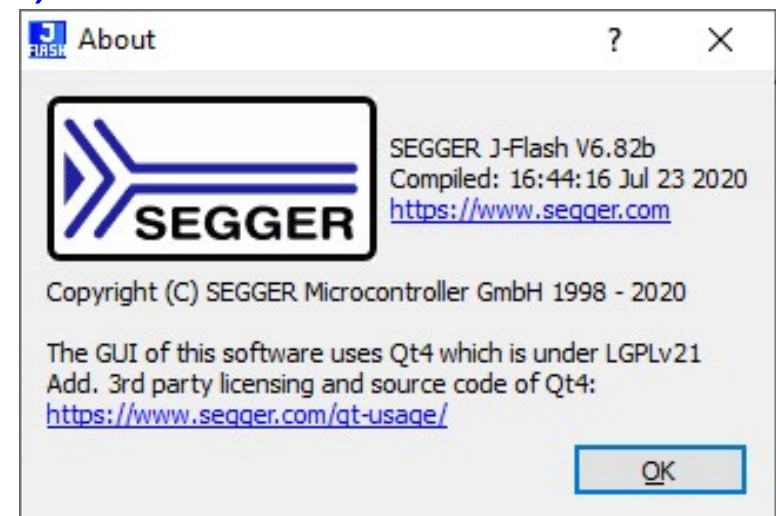 J
FLASH
About
SEGGER
SEGGER J-Flash V6.82b
Compiled: 16:44:16 Jul 23 2020
https://www.segger.com
Copyright (C) SEGGER Microcontroller GmbH 1998 - 2020
The GUI of this software uses Qt4 which is under LGPLv21
Add. 3rd party licensing and source code of Qt4:
https://www.segger.com/qt-usage/
OK